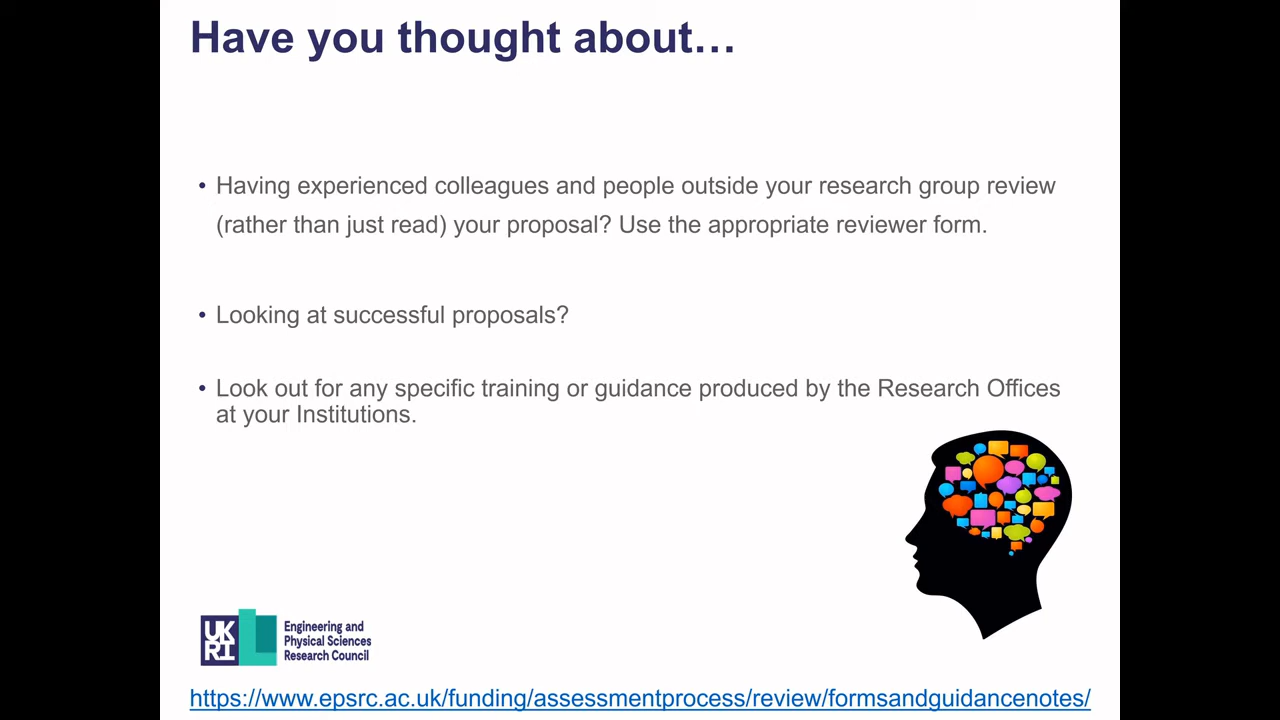 Have you thought about…
• Having experienced colleagues and people outside your research group review
(rather than just read) your proposal? Use the appropriate reviewer form.
• Looking at successful proposals?
• Look out for any specific training or guidance produced by the Research Offices
at your Institutions.
UK
RI
Engineering and
Physical Sciences
Research Council
https://www.epsrc.ac.uk/funding/assessmentprocess/review/formsandguidancenotes/